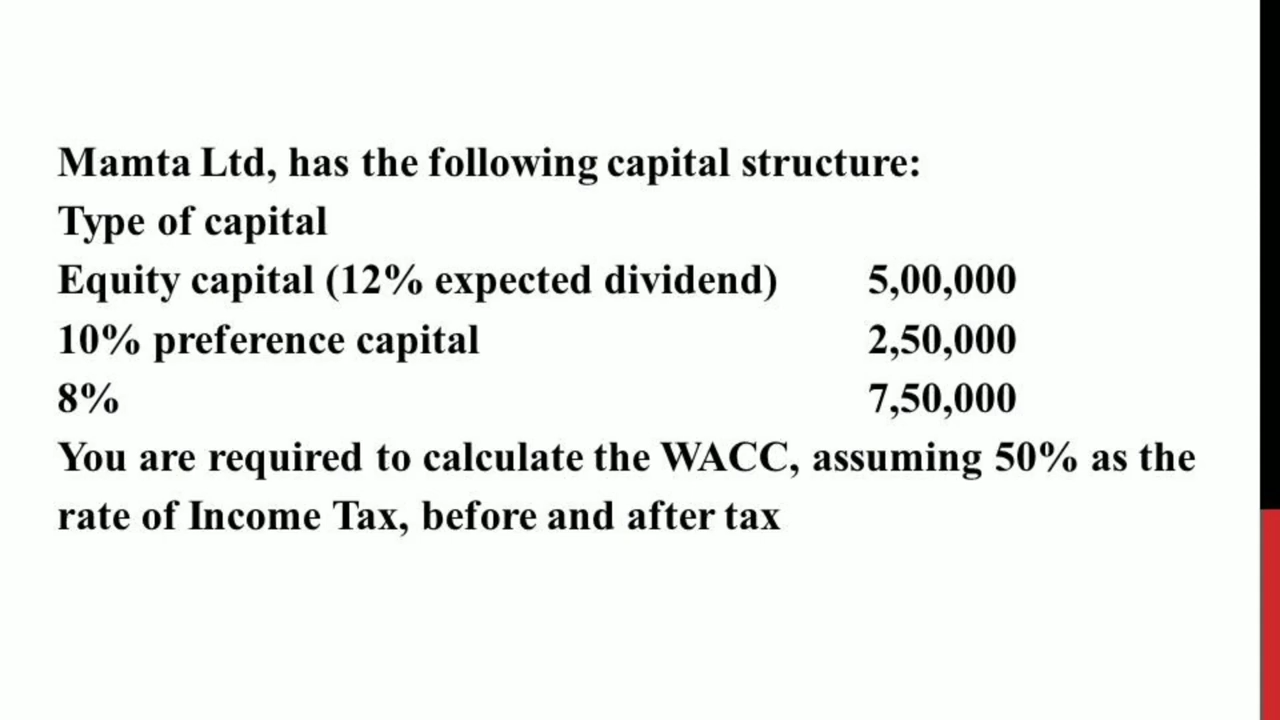 Mamta Ltd, has the following capital structure:
Type of capital
Equity capital (12% expected dividend) 5,00,000
10% preference capital 2,50,000
8% 7,50,000
You are required to calculate the WACC, assuming 50% as the
rate of Income Tax, before and after tax